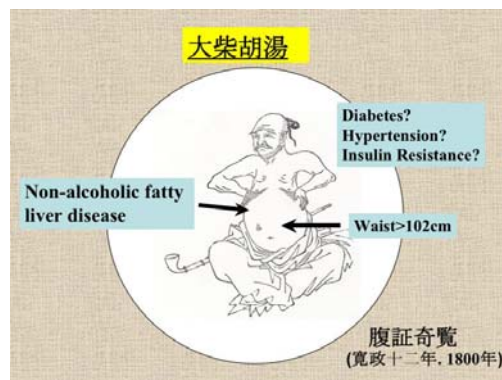 大柴胡湯
Diabetes?
Hypertension?
Insulin Resistance?
Non-alcoholic fatty
liver disease
Waist>102cm
腹証奇覧
(寛政十二年. 1800年)